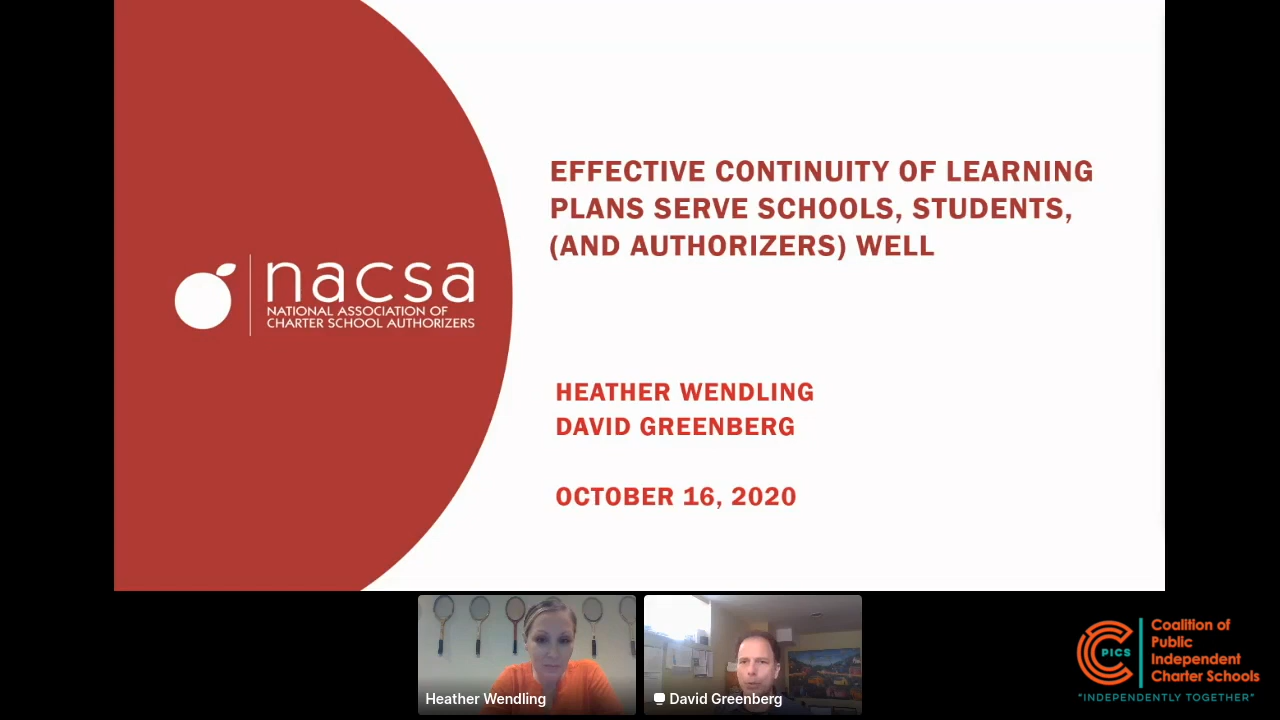 EFFECTIVE CONTINUITY OF LEARNING
PLANS SERVE SCHOOLS, STUDENTS,
(AND AUTHORIZERS) WELL
nacsa
NATIONAL ASSOCIATION OF
CHARTER SCHOOL AUTHORIZERS
HEATHER WENDLING
DAVID GREENBERG
OCTOBER 16, 2020
Heather Wendling
David Greenberg
PICS
Coalition of
Public
Independent
Charter Schools
"INDEPENDENTLY TOGETHER"